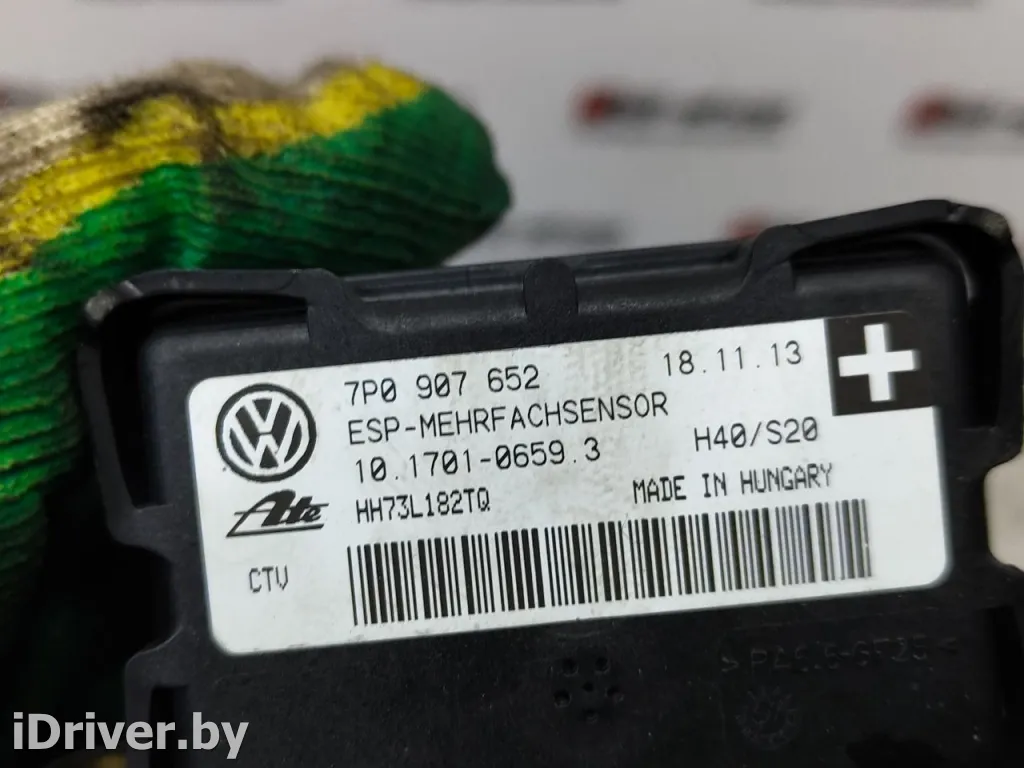 7P0 907 652 18.11.13
ESP-MEHRFACHSENSOR
10.1701-0659.3 H40/S20
Ate HH73L182TQ MADE IN HUNGARY
CTV
iDriver.by